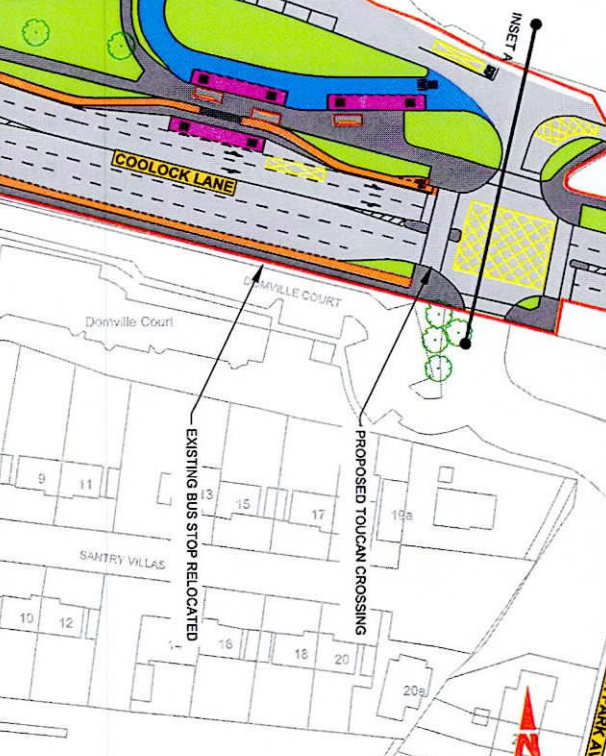 INSET A
COOLOCK LANE
DOMVILLE COURT
Domville Court
EXISTING BUS STOP RELOCATED
PROPOSED TOUCAN CROSSING
9
11
13
15
17
19a
SANTRY VILLAS
10
12
16
18
20
20a
N